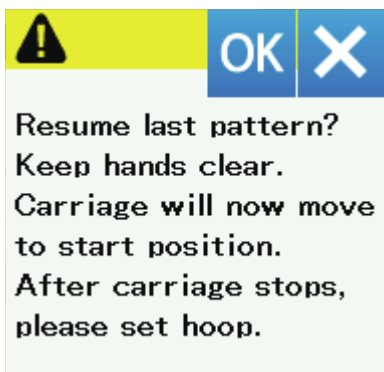 OK
Resume last pattern?
Keep hands clear.
Carriage will now move
to start position.
After carriage stops,
please set hoop.